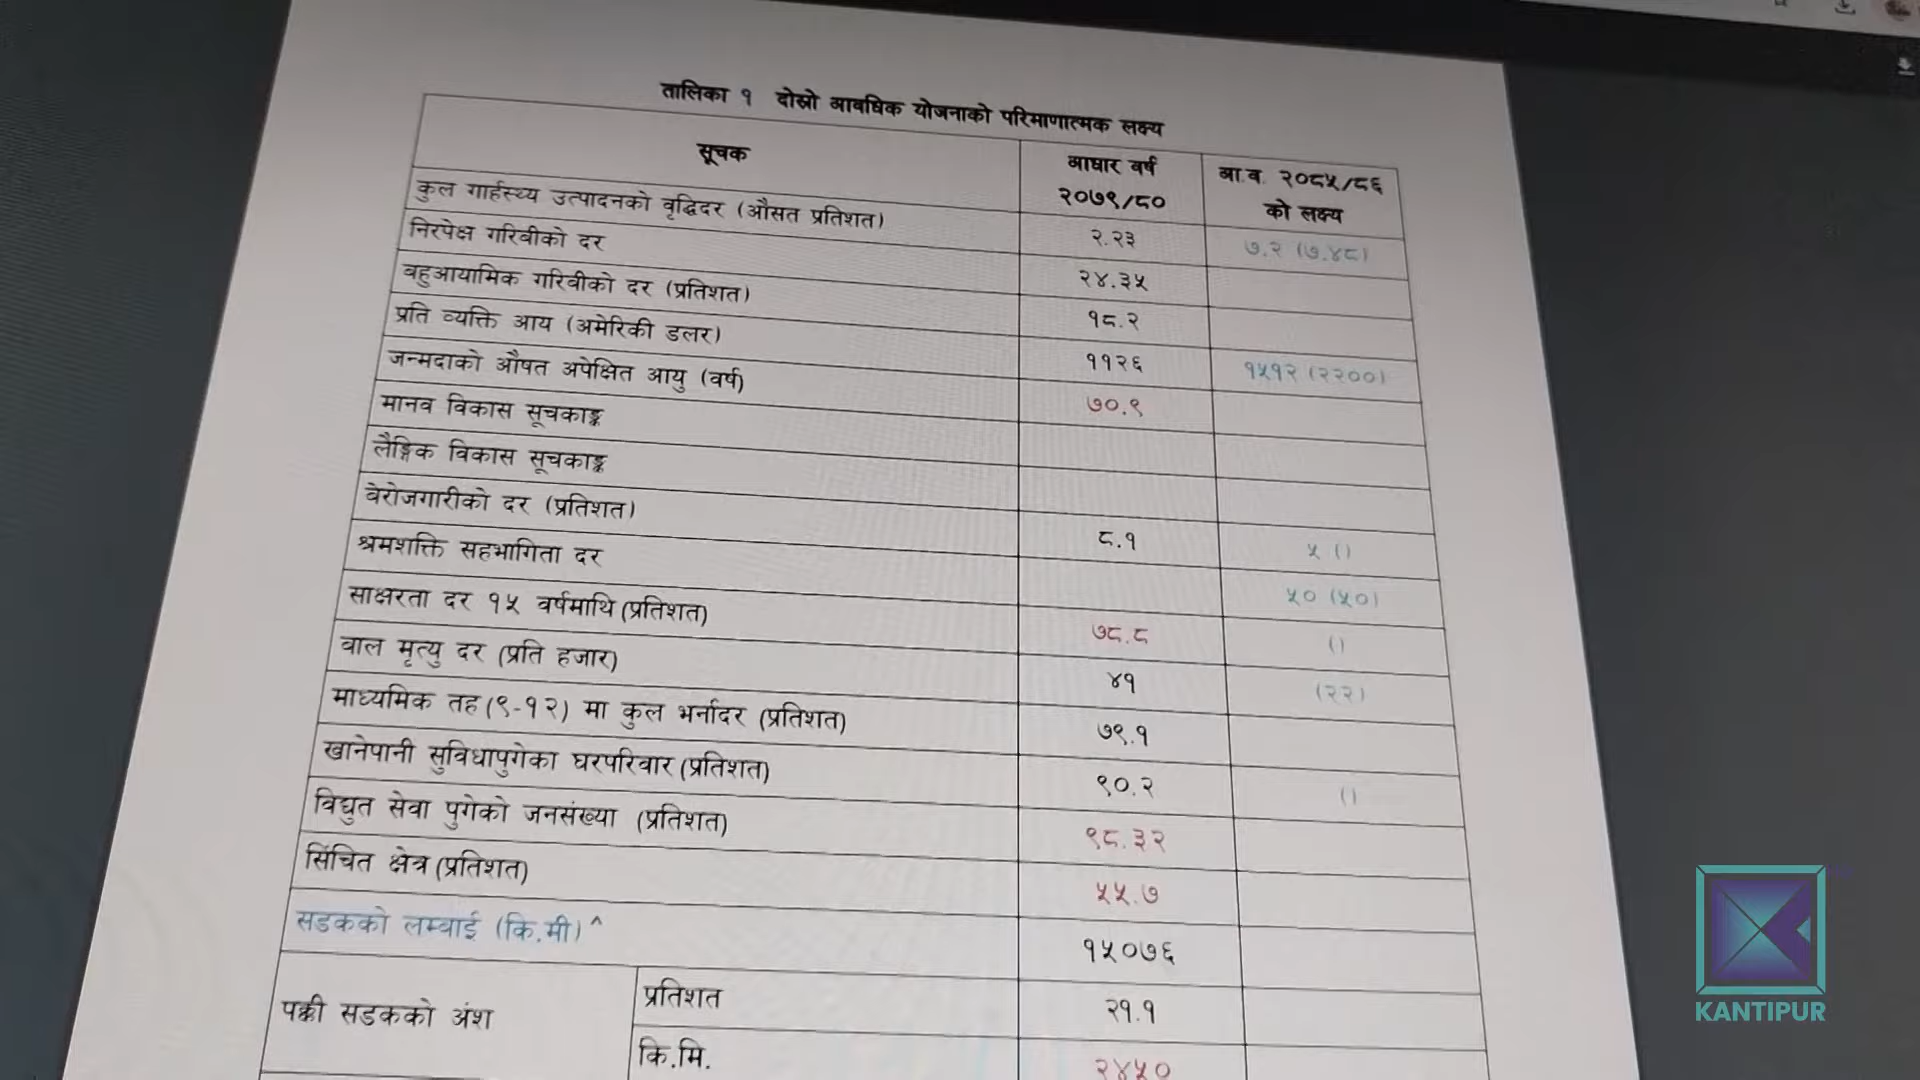 तालिका १ दोस्रो आवधिक योजनाको परिमाणात्मक लक्ष्य
सूचक आधार वर्ष २०७९/८० आ.व. २०८५/८६ को लक्ष्य
कुल गार्हस्थ्य उत्पादनको वृद्धिदर (औसत प्रतिशत) २.२३ ७.२ (७.४८)
निरपेक्ष गरिवीको दर २४.३५
बहुआयामिक गरिवीको दर (प्रतिशत) १८.२
प्रति व्यक्ति आय (अमेरिकी डलर) ११२६ १५१२ (२२००)
जन्मदाको औषत अपेक्षित आयु (वर्ष) ७०.९
मानव विकास सूचकाङ्क
लैङ्गिक विकास सूचकाङ्क
वेरोजगारीको दर (प्रतिशत) ८.१ ५ ()
श्रमशक्ति सहभागिता दर ५० (५०)
साक्षरता दर १५ वर्षमाथि (प्रतिशत) ७८.८ ()
वाल मृत्यु दर (प्रति हजार) ४१ (२२)
माध्यमिक तह (९-१२) मा कुल भर्नादर (प्रतिशत) ७९.१
खानेपानी सुविधापुगेका घरपरिवार (प्रतिशत) ९०.२ ()
विद्युत सेवा पुगेको जनसंख्या (प्रतिशत) ९८.३२
सिंचित क्षेत्र (प्रतिशत) ५५.७
सडकको लम्वाई (कि.मी) ^ १५०७६
पक्की सडकको अंश प्रतिशत २१.१
कि.मि. २४५०
KANTIPUR